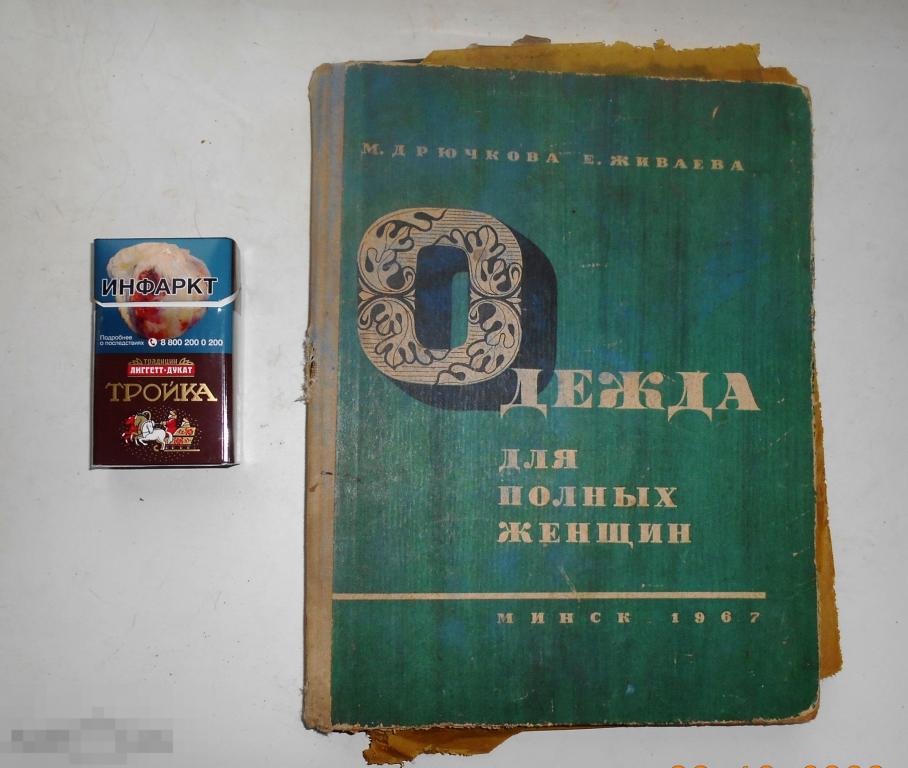 ИНФАРКТ
Подробнее
о последствиях 8 800 200 0 200
ТРАДИЦИИ
ЛИГГЕТТ-ДУКАТ
ТРОЙКА
М. ДРЮЧКОВА Е. ЖИВАЕВА
ОДЕЖДА
ДЛЯ
ПОЛНЫХ
ЖЕНЩИН
МИНСК 1967